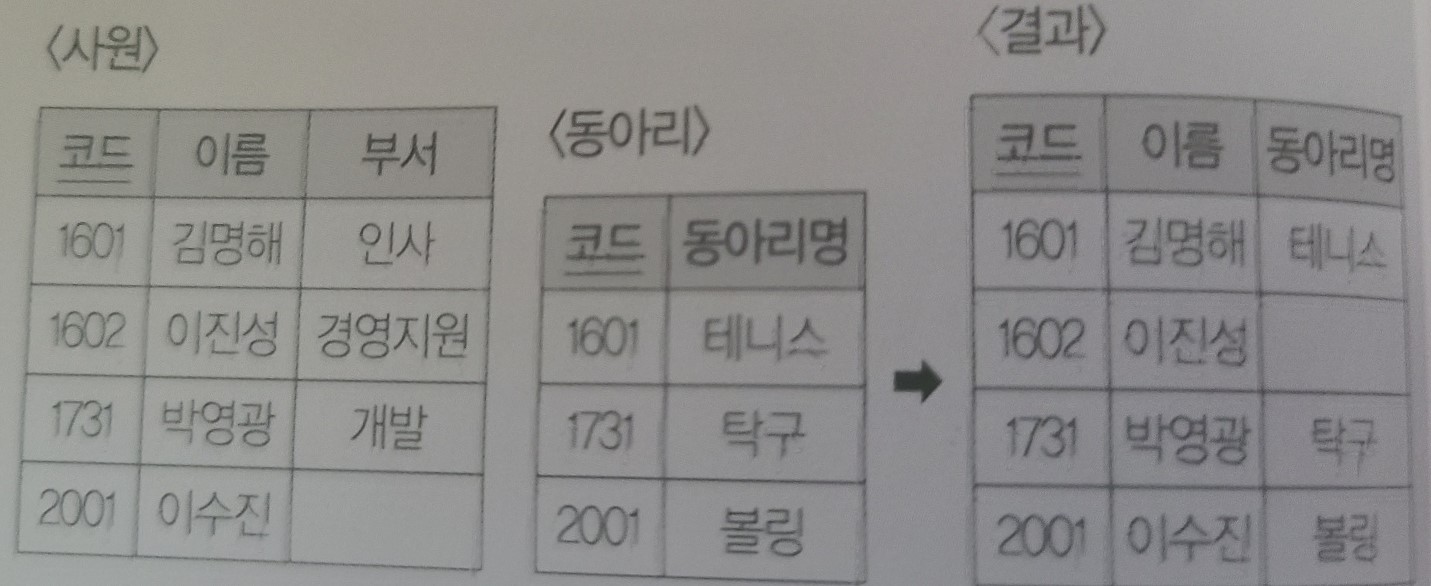 <사원>
코드 이름 부서
1601 김명해 인사
1602 이진성 경영지원
1731 박영광 개발
2001 이수진
<동아리>
코드 동아리명
1601 테니스
1731 탁구
2001 볼링
<결과>
코드 이름 동아리명
1601 김명해 테니스
1602 이진성
1731 박영광 탁구
2001 이수진 볼링